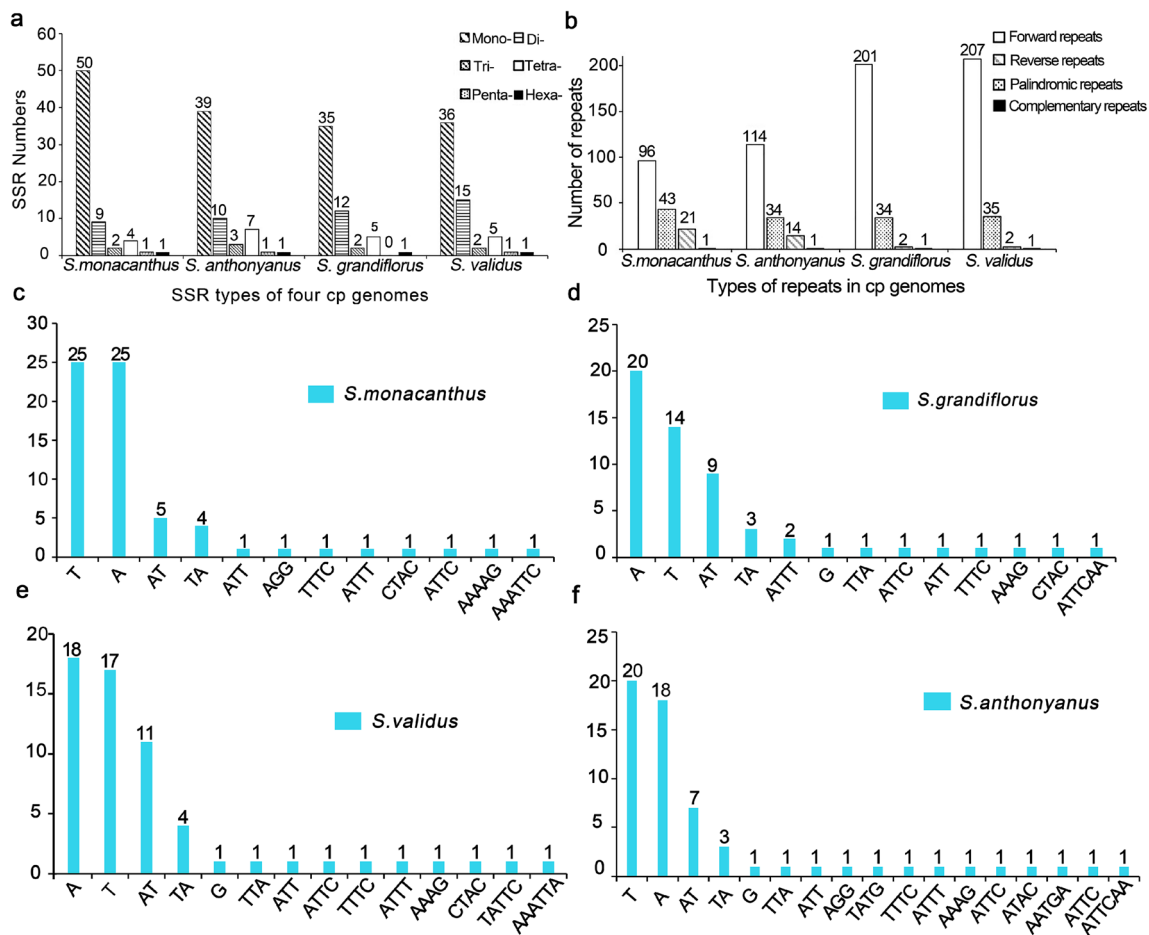 a
SSR Numbers
60
50
40
30
20
10
0
Mono- Di-
Tri- Tetra-
Penta- Hexa-
50 9 2 4 1 1
39 10 3 7 1 1
35 12 2 5 0 1
36 15 2 5 1 1
S.monacanthus S. anthonyanus S. grandiflorus S. validus
SSR types of four cp genomes
b
Number of repeats
200
150
100
50
0
Forward repeats
Reverse repeats
Palindromic repeats
Complementary repeats
96 43 21 1
114 34 14 1
201 34 2 1
207 35 2 1
S.monacanthus S. anthonyanus S. grandiflorus S. validus
Types of repeats in cp genomes
c
30
25
20
15
10
5
0
25 25 5 4 1 1 1 1 1 1 1 1
S.monacanthus
T A AT TA ATT AGG TTTC ATTT CTAC ATTC AAAAG AAATTC
d
25
20
15
10
5
0
20 14 9 3 2 1 1 1 1 1 1 1 1
S.grandiflorus
A T AT TA ATTT G TTA ATTC ATT TTTC AAAG CTAC ATTCAA
e
20
15
10
5
0
18 17 11 4 1 1 1 1 1 1 1 1 1 1
S.validus
A T AT TA G TTA ATT ATTC TTTC ATTT AAAG CTAC TATTC AAATTA
f
25
20
15
10
5
0
20 18 7 3 1 1 1 1 1 1 1 1 1 1 1 1 1
S.anthonyanus
T A AT TA G TTA ATT AGG TATG TTTC ATTT AAAG ATTC ATAC AATGA ATTC ATTCAA